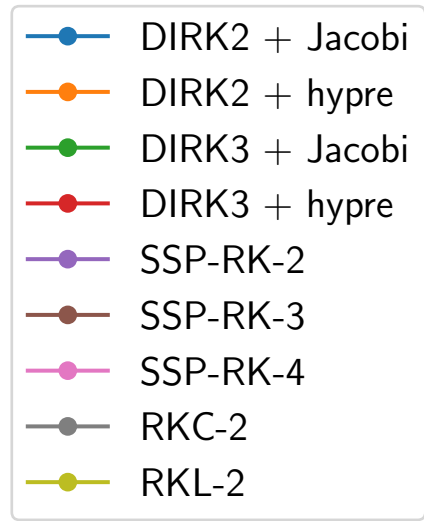 DIRK2 + Jacobi
DIRK2 + hypre
DIRK3 + Jacobi
DIRK3 + hypre
SSP-RK-2
SSP-RK-3
SSP-RK-4
RKC-2
RKL-2